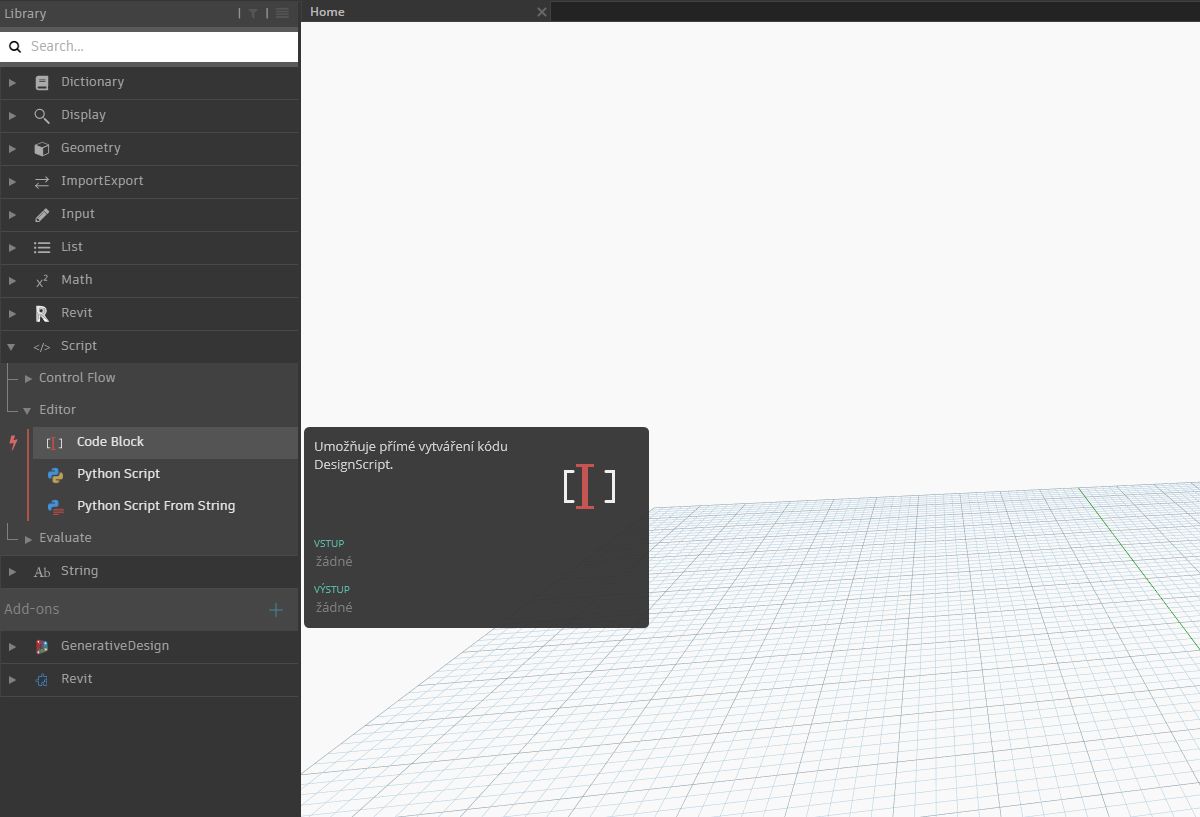 Library
Home
Search...
Dictionary
Display
Geometry
ImportExport
Input
List
Math
Revit
Script
Control Flow
Editor
Code Block
Python Script
Python Script From String
Evaluate
String
Add-ons
GenerativeDesign
Revit
Umožňuje přímé vytváření kódu
DesignScript.
VSTUP
žádné
VÝSTUP
žádné